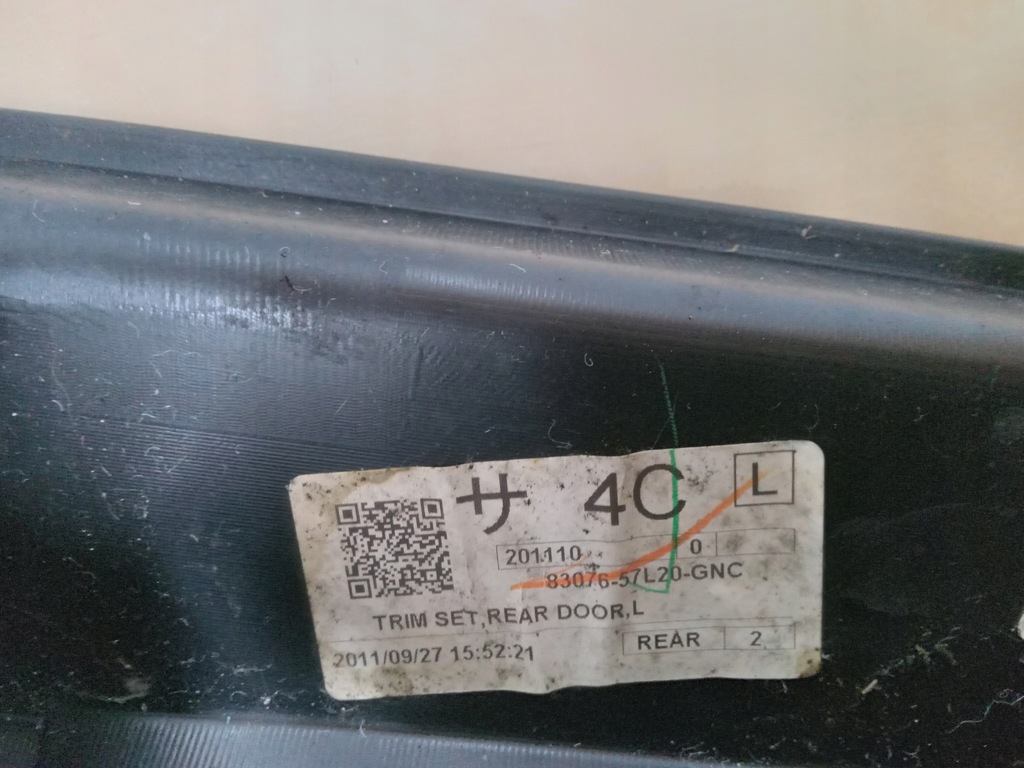 サ 4C L
201110 0
83076-57L20-GNC
TRIM SET,REAR DOOR,L
2011/09/27 15:52:21 REAR 2